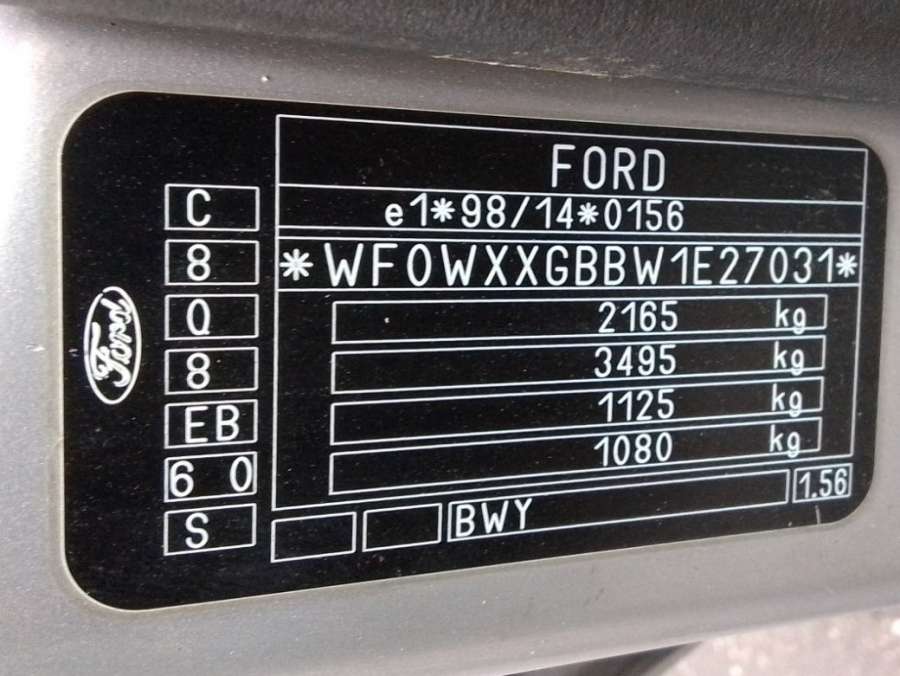 FORD
e1*98/14*0156
*WF0WXXGBBW1E27031*
2165 kg
3495 kg
1125 kg
1080 kg
BWY
1.56
C
8
Q
8
EB
6 0
S
Ford